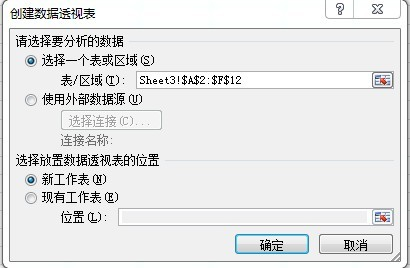 创建数据透视表
请选择要分析的数据
选择一个表或区域(S)
表/区域(T): Sheet3!$A$2:$F$12
使用外部数据源(U)
选择连接(C)...
连接名称:
选择放置数据透视表的位置
新工作表(N)
现有工作表(E)
位置(L):
确定 取消